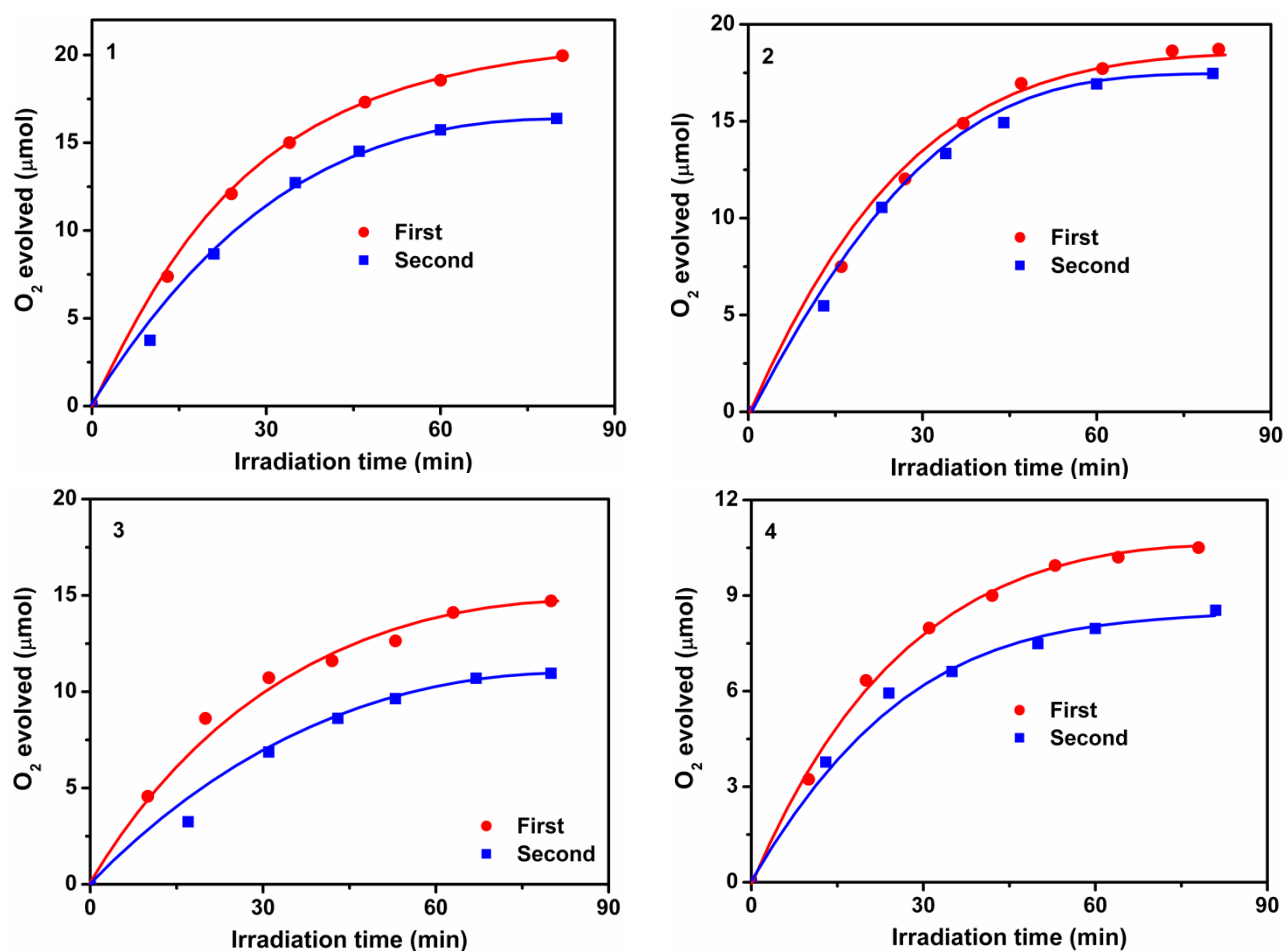 1
20
15
10
5
0
O₂ evolved (μmol)
First
Second
0 30 60 90
Irradiation time (min)
2
20
15
10
5
0
O₂ evolved (μmol)
First
Second
0 30 60 90
Irradiation time (min)
3
20
15
10
5
0
O₂ evolved (μmol)
First
Second
0 30 60 90
Irradiation time (min)
4
12
9
6
3
0
O₂ evolved (μmol)
First
Second
0 30 60 90
Irradiation time (min)